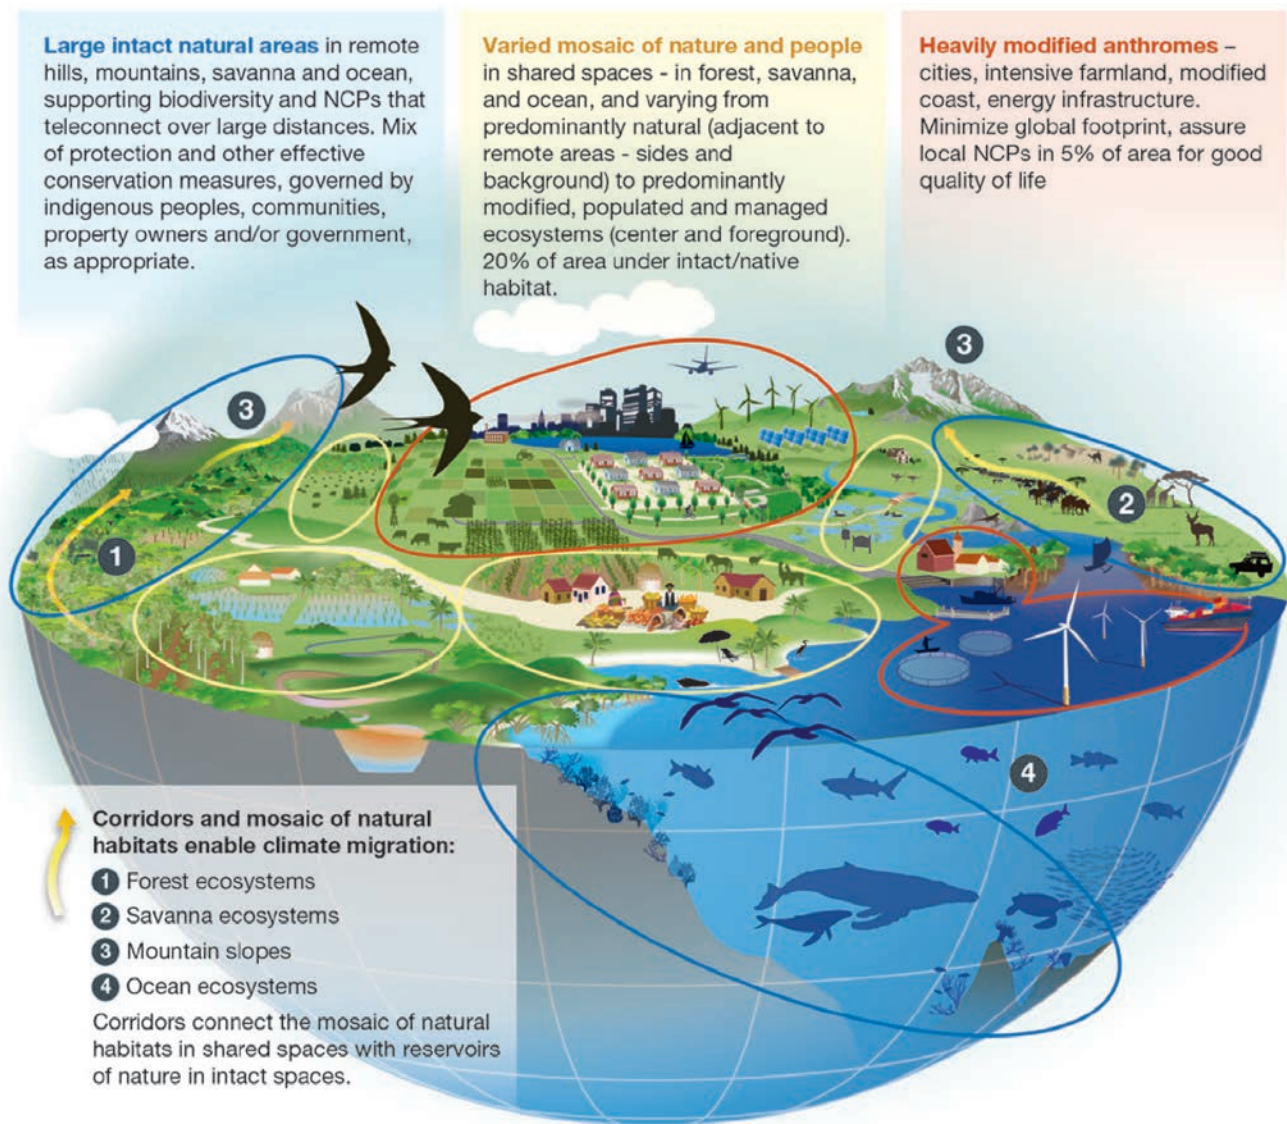 Large intact natural areas in remote
hills, mountains, savanna and ocean,
supporting biodiversity and NCPs that
teleconnect over large distances. Mix
of protection and other effective
conservation measures, governed by
indigenous peoples, communities,
property owners and/or government,
as appropriate.
Varied mosaic of nature and people
in shared spaces - in forest, savanna,
and ocean, and varying from
predominantly natural (adjacent to
remote areas - sides and
background) to predominantly
modified, populated and managed
ecosystems (center and foreground).
20% of area under intact/native
habitat.
Heavily modified anthromes –
cities, intensive farmland, modified
coast, energy infrastructure.
Minimize global footprint, assure
local NCPs in 5% of area for good
quality of life
3
3
2
1
4
Corridors and mosaic of natural
habitats enable climate migration:
1 Forest ecosystems
2 Savanna ecosystems
3 Mountain slopes
4 Ocean ecosystems
Corridors connect the mosaic of natural
habitats in shared spaces with reservoirs
of nature in intact spaces.